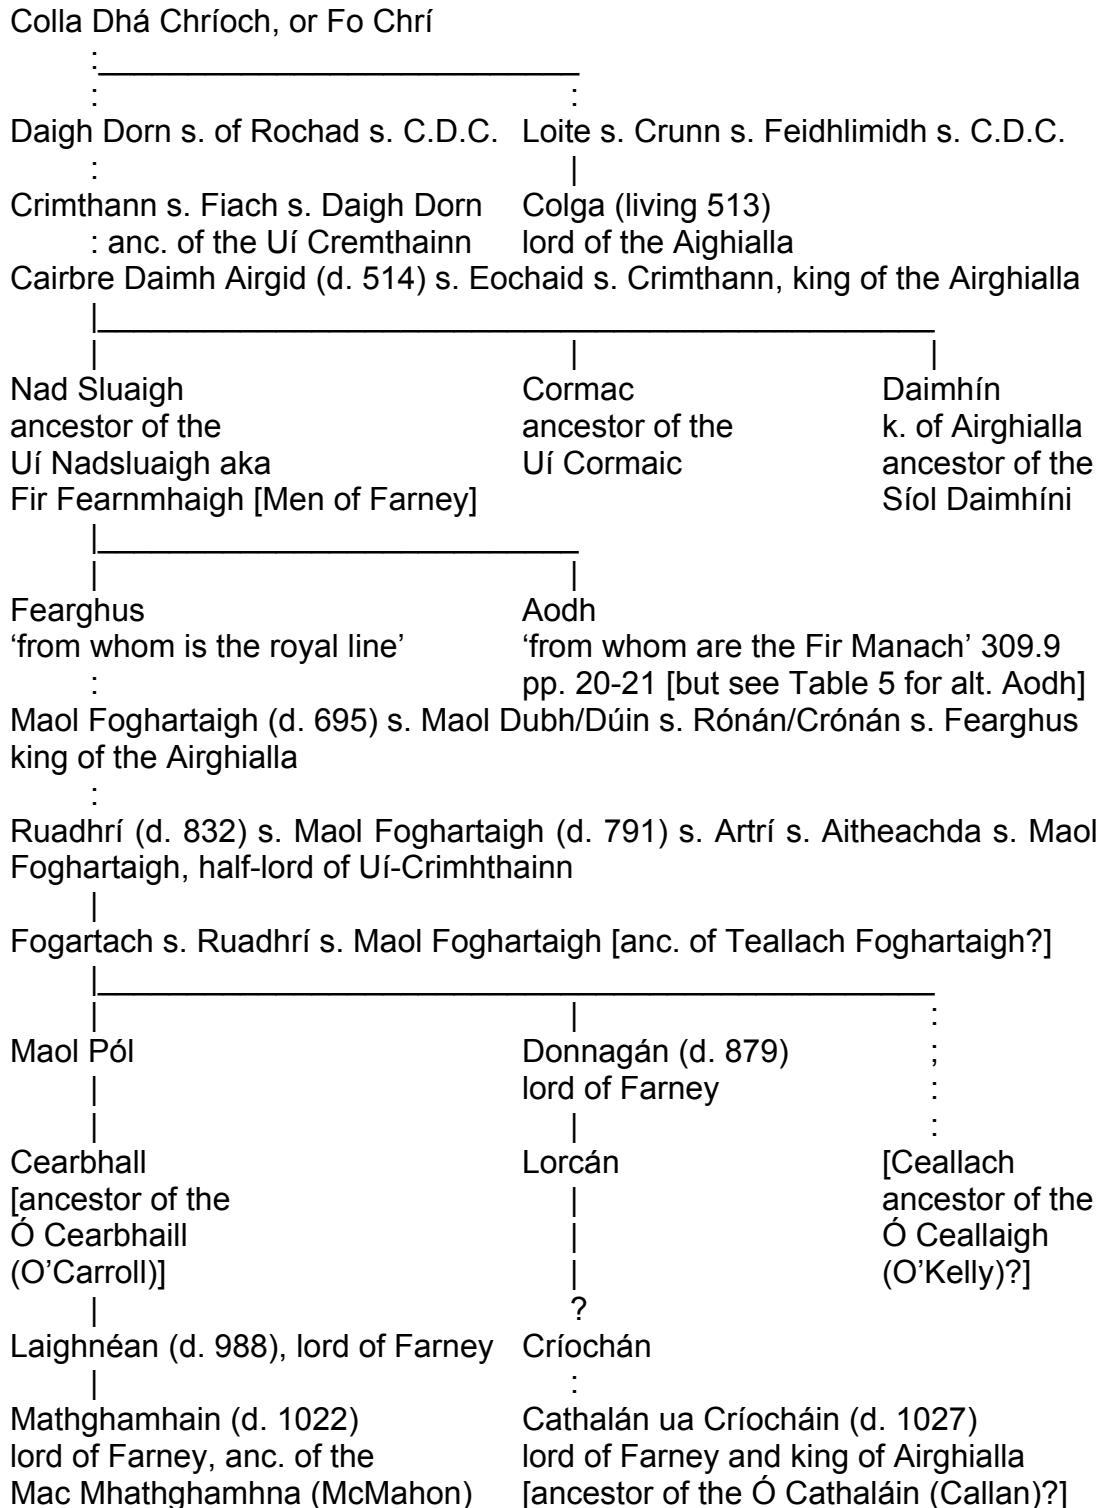 Colla Dhá Chríoch, or Fo Chrí
Daigh Dorn s. of Rochad s. C.D.C. Loite s. Crunn s. Feidhlimidh s. C.D.C.
: |
Crimthann s. Fiach s. Daigh Dorn Colga (living 513)
: anc. of the Uí Cremthainn lord of the Aighialla
Cairbre Daimh Airgid (d. 514) s. Eochaid s. Crimthann, king of the Airghialla
Nad Sluaigh Cormac Daimhín
ancestor of the ancestor of the k. of Airghialla
Uí Nadsluaigh aka Uí Cormaic ancestor of the
Fir Fearnmhaigh [Men of Farney] Síol Daimhíni
Fearghus Aodh
‘from whom is the royal line’ ‘from whom are the Fir Manach’ 309.9
: pp. 20-21 [but see Table 5 for alt. Aodh]
Maol Foghartaigh (d. 695) s. Maol Dubh/Dúin s. Rónán/Crónán s. Fearghus
king of the Airghialla
:
Ruadhrí (d. 832) s. Maol Foghartaigh (d. 791) s. Artrí s. Aitheachda s. Maol
Foghartaigh, half-lord of Uí-Crimhthainn
|
Fogartach s. Ruadhrí s. Maol Foghartaigh [anc. of Teallach Foghartaigh?]
Maol Pól Donnagán (d. 879) ;
| lord of Farney :
| | :
Cearbhall Lorcán [Ceallach
[ancestor of the | ancestor of the
Ó Cearbhaill | Ó Ceallaigh
(O’Carroll)] | (O’Kelly)?]
| ?
Laighnéan (d. 988), lord of Farney Críochán
| :
Mathghamhain (d. 1022) Cathalán ua Críocháin (d. 1027)
lord of Farney, anc. of the lord of Farney and king of Airghialla
Mac Mhathghamhna (McMahon) [ancestor of the Ó Cathaláin (Callan)?]